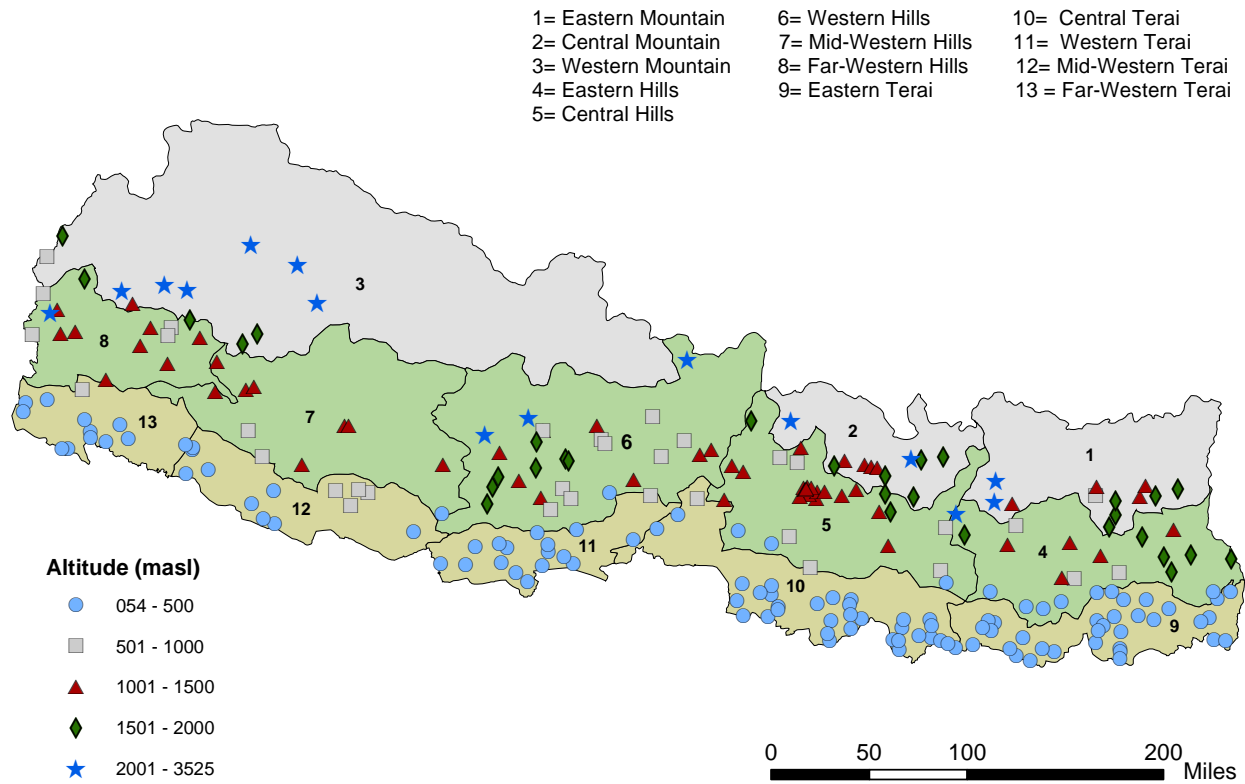 1= Eastern Mountain 6= Western Hills 10= Central Terai
2= Central Mountain 7= Mid-Western Hills 11= Western Terai
3= Western Mountain 8= Far-Western Hills 12= Mid-Western Terai
4= Eastern Hills 9= Eastern Terai 13 = Far-Western Terai
5= Central Hills
3
8
13
7
6
2
1
12
5
11
4
10
9
Altitude (masl)
054 - 500
501 - 1000
1001 - 1500
1501 - 2000
2001 - 3525
0 50 100 200
Miles